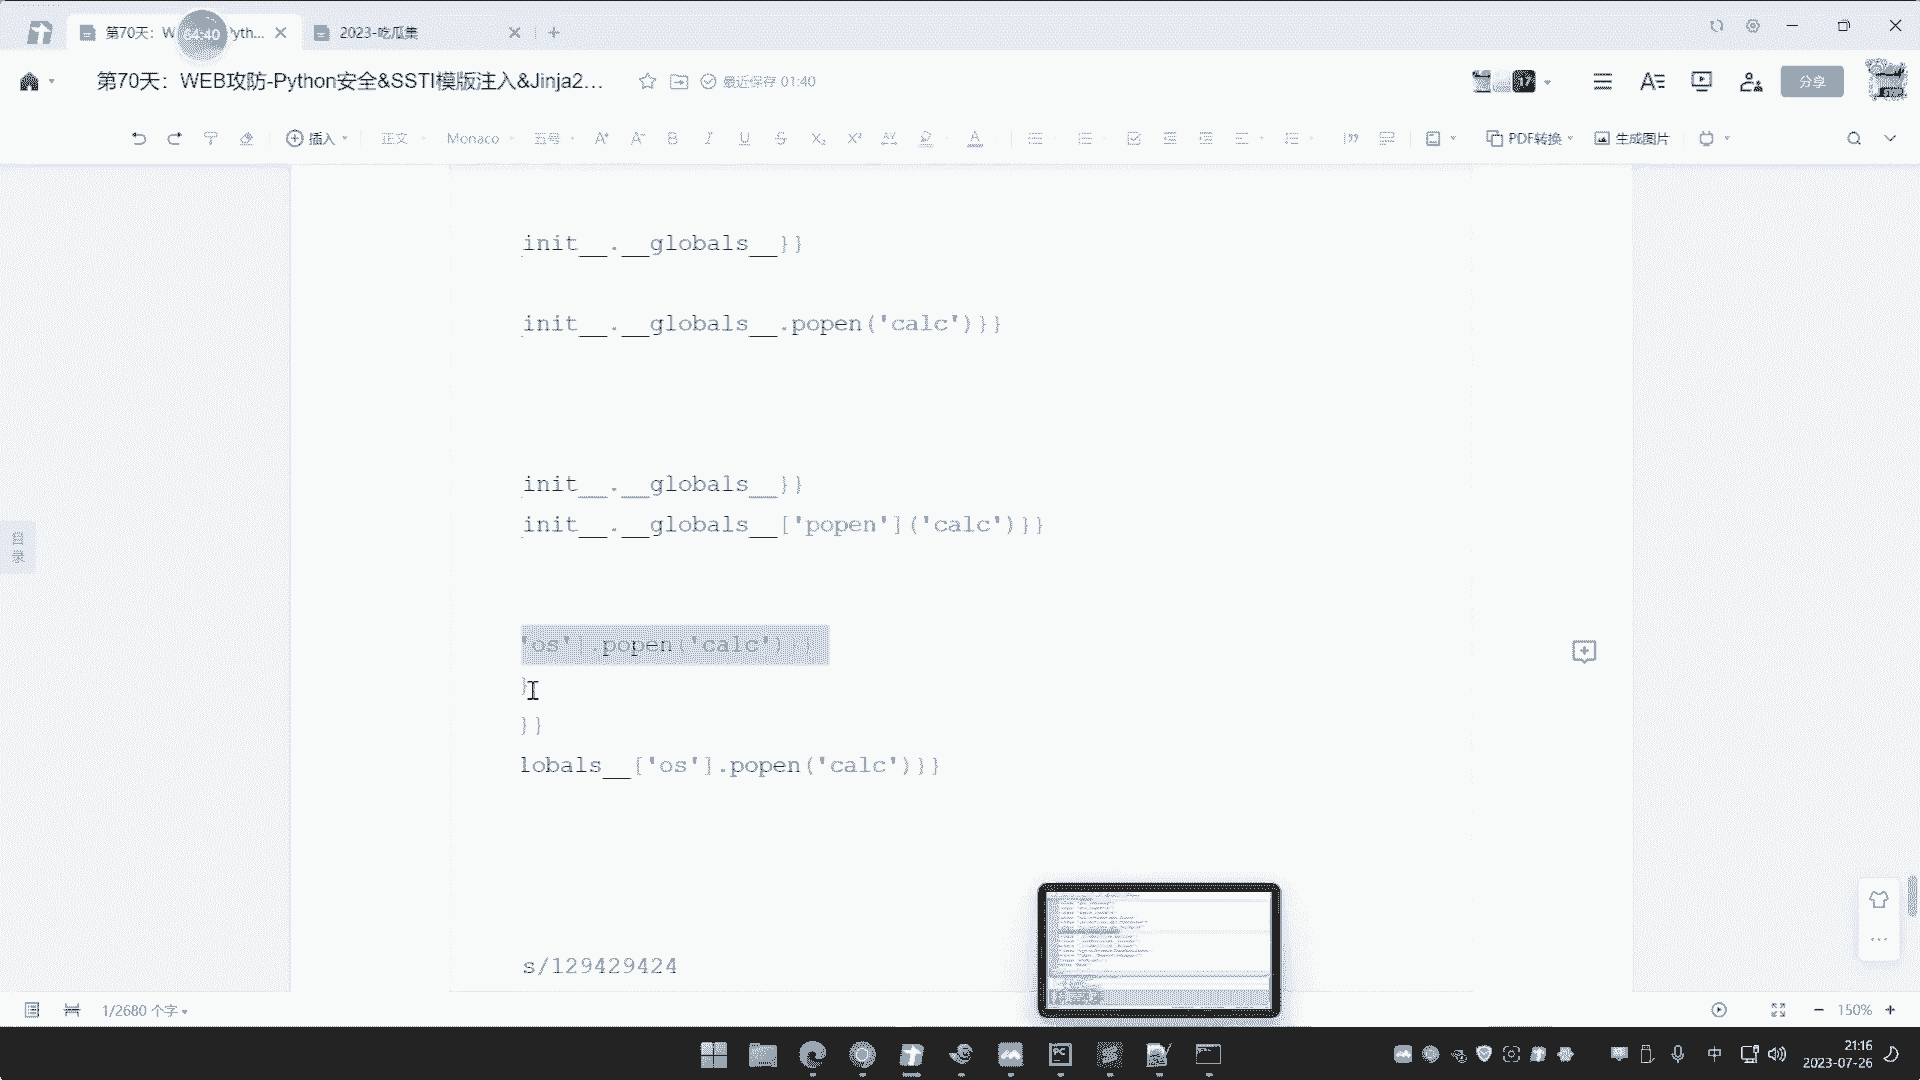 第70天：W
yth...
64:40
2023-吃瓜集
第70天：WEB攻防-Python安全&SSTI模版注入&Jinja2...
最近保存 01:40
17
分享
插入
正文
Monaco
五号
PDF转换
生成图片
init__.__globals__}}
init__.__globals__.popen('calc')}}
init__.__globals__}}
init__.__globals__['popen']('calc')}}
目录
'os'].popen('calc')}}
}
}}
lobals__['os'].popen('calc')}}
s/129429424
1/2680 个字
150%
PC
中
21:16
2023-07-26